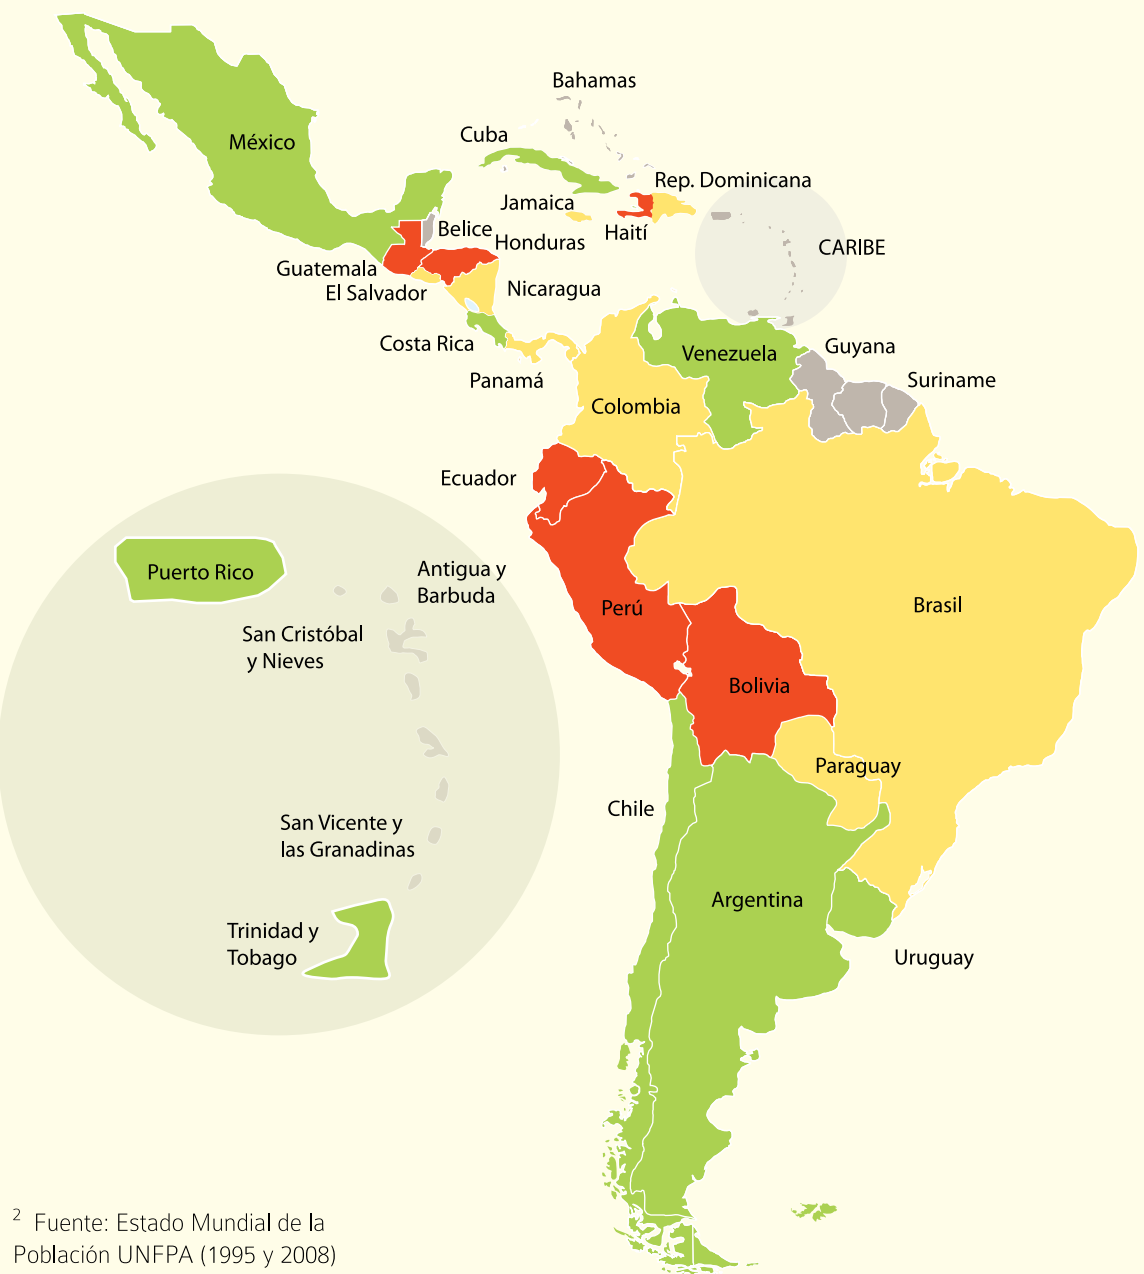 Bahamas
Cuba
México
Rep. Dominicana
Jamaica
Belice
Haití
Honduras
CARIBE
Guatemala
El Salvador
Nicaragua
Costa Rica
Venezuela
Guyana
Panamá
Suriname
Colombia
Ecuador
Puerto Rico
Antigua y
Barbuda
Perú
Brasil
San Cristóbal
y Nieves
Bolivia
Paraguay
Chile
San Vicente y
las Granadinas
Argentina
Trinidad y
Tobago
Uruguay
2 Fuente: Estado Mundial de la
Población UNFPA (1995 y 2008)